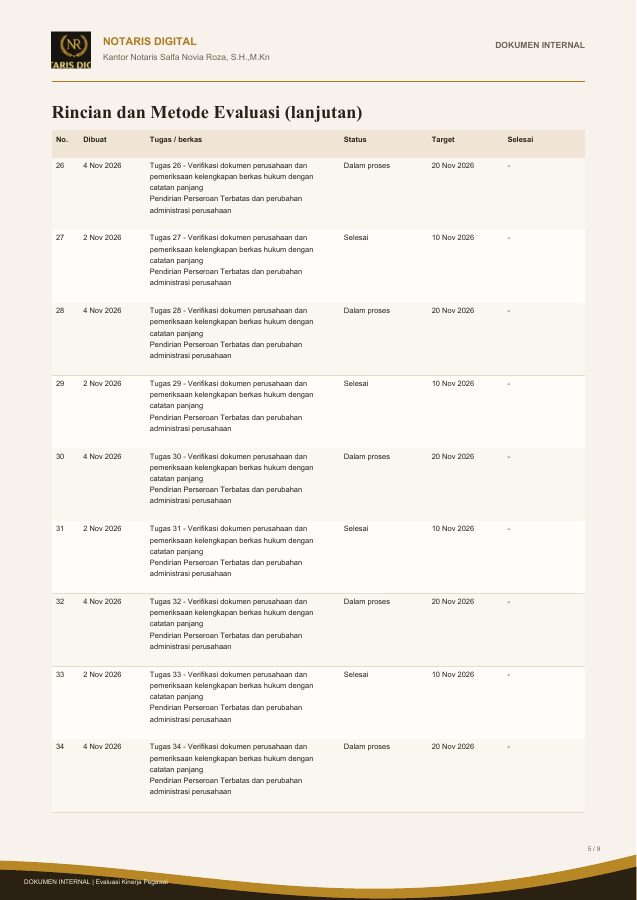 NR
TARIS DIG
NOTARIS DIGITAL
Kantor Notaris Salfa Novia Roza, S.H.,M.Kn
DOKUMEN INTERNAL
Rincian dan Metode Evaluasi (lanjutan)
No. Dibuat Tugas / berkas Status Target Selesai
26 4 Nov 2026 Tugas 26 - Verifikasi dokumen perusahaan dan Dalam proses 20 Nov 2026 -
pemeriksaan kelengkapan berkas hukum dengan
catatan panjang
Pendirian Perseroan Terbatas dan perubahan
administrasi perusahaan
27 2 Nov 2026 Tugas 27 - Verifikasi dokumen perusahaan dan Selesai 10 Nov 2026 -
pemeriksaan kelengkapan berkas hukum dengan
catatan panjang
Pendirian Perseroan Terbatas dan perubahan
administrasi perusahaan
28 4 Nov 2026 Tugas 28 - Verifikasi dokumen perusahaan dan Dalam proses 20 Nov 2026 -
pemeriksaan kelengkapan berkas hukum dengan
catatan panjang
Pendirian Perseroan Terbatas dan perubahan
administrasi perusahaan
29 2 Nov 2026 Tugas 29 - Verifikasi dokumen perusahaan dan Selesai 10 Nov 2026 -
pemeriksaan kelengkapan berkas hukum dengan
catatan panjang
Pendirian Perseroan Terbatas dan perubahan
administrasi perusahaan
30 4 Nov 2026 Tugas 30 - Verifikasi dokumen perusahaan dan Dalam proses 20 Nov 2026 -
pemeriksaan kelengkapan berkas hukum dengan
catatan panjang
Pendirian Perseroan Terbatas dan perubahan
administrasi perusahaan
31 2 Nov 2026 Tugas 31 - Verifikasi dokumen perusahaan dan Selesai 10 Nov 2026 -
pemeriksaan kelengkapan berkas hukum dengan
catatan panjang
Pendirian Perseroan Terbatas dan perubahan
administrasi perusahaan
32 4 Nov 2026 Tugas 32 - Verifikasi dokumen perusahaan dan Dalam proses 20 Nov 2026 -
pemeriksaan kelengkapan berkas hukum dengan
catatan panjang
Pendirian Perseroan Terbatas dan perubahan
administrasi perusahaan
33 2 Nov 2026 Tugas 33 - Verifikasi dokumen perusahaan dan Selesai 10 Nov 2026 -
pemeriksaan kelengkapan berkas hukum dengan
catatan panjang
Pendirian Perseroan Terbatas dan perubahan
administrasi perusahaan
34 4 Nov 2026 Tugas 34 - Verifikasi dokumen perusahaan dan Dalam proses 20 Nov 2026 -
pemeriksaan kelengkapan berkas hukum dengan
catatan panjang
Pendirian Perseroan Terbatas dan perubahan
administrasi perusahaan
5 / 9
DOKUMEN INTERNAL | Evaluasi Kinerja Pegawai